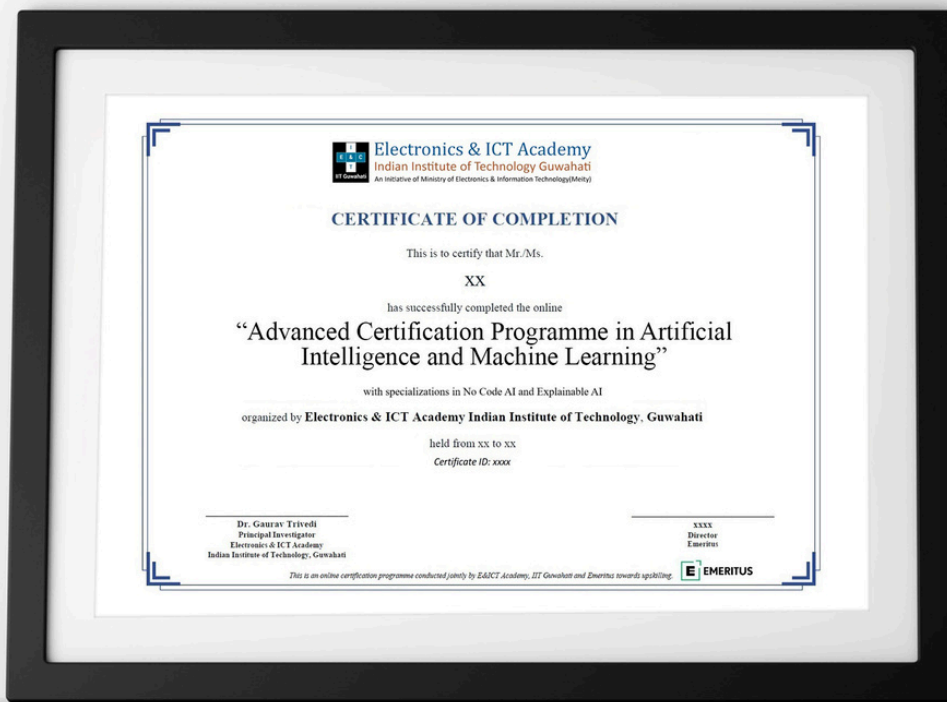 I
E & C
T
IIT Guwahati
Electronics & ICT Academy
Indian Institute of Technology Guwahati
An Initiative of Ministry of Electronics & Information Technology(Meity)
CERTIFICATE OF COMPLETION
This is to certify that Mr./Ms.
XX
has successfully completed the online
“Advanced Certification Programme in Artificial
Intelligence and Machine Learning”
with specializations in No Code AI and Explainable AI
organized by Electronics & ICT Academy Indian Institute of Technology, Guwahati
held from xx to xx
Certificate ID: xxxx
Dr. Gaurav Trivedi
Principal Investigator
Electronics & ICT Academy
Indian Institute of Technology, Guwahati
xxxx
Director
Emeritus
This is an online certification programme conducted jointly by E&ICT Academy, IIT Guwahati and Emeritus towards upskilling.
E EMERITUS